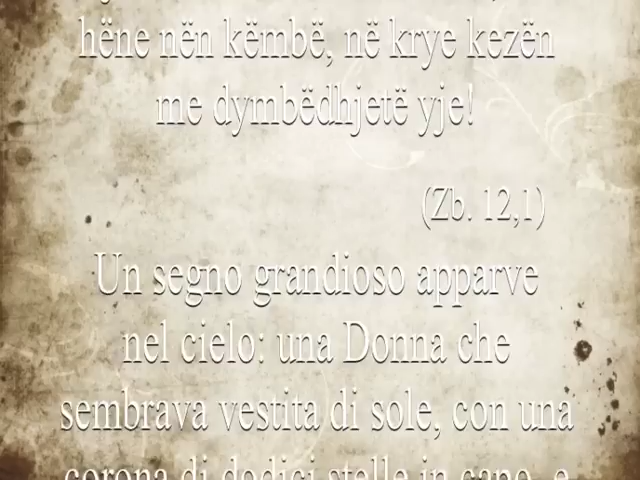 hëne nën këmbë, në krye kezën
me dymbëdhjetë yje!
(Zb. 12,1)
Un segno grandioso apparve
nel cielo: una Donna che
sembrava vestita di sole, con una
corona di dodici stelle in capo, e